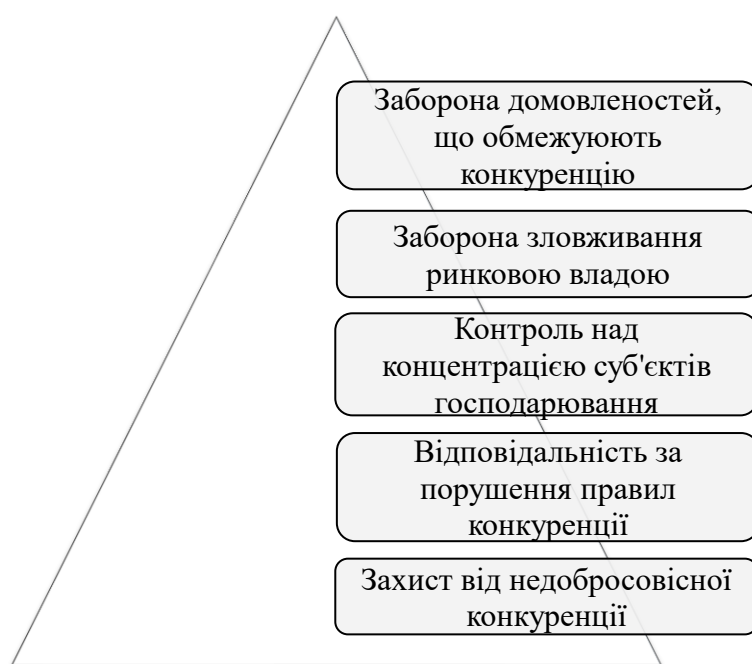 Заборона домовленостей,
що обмежуюють
конкуренцію
Заборона зловживання
ринковою владою
Контроль над
концентрацією суб'єктів
господарювання
Відповідальність за
порушення правил
конкуренції
Захист від недобросовісної
конкуренції